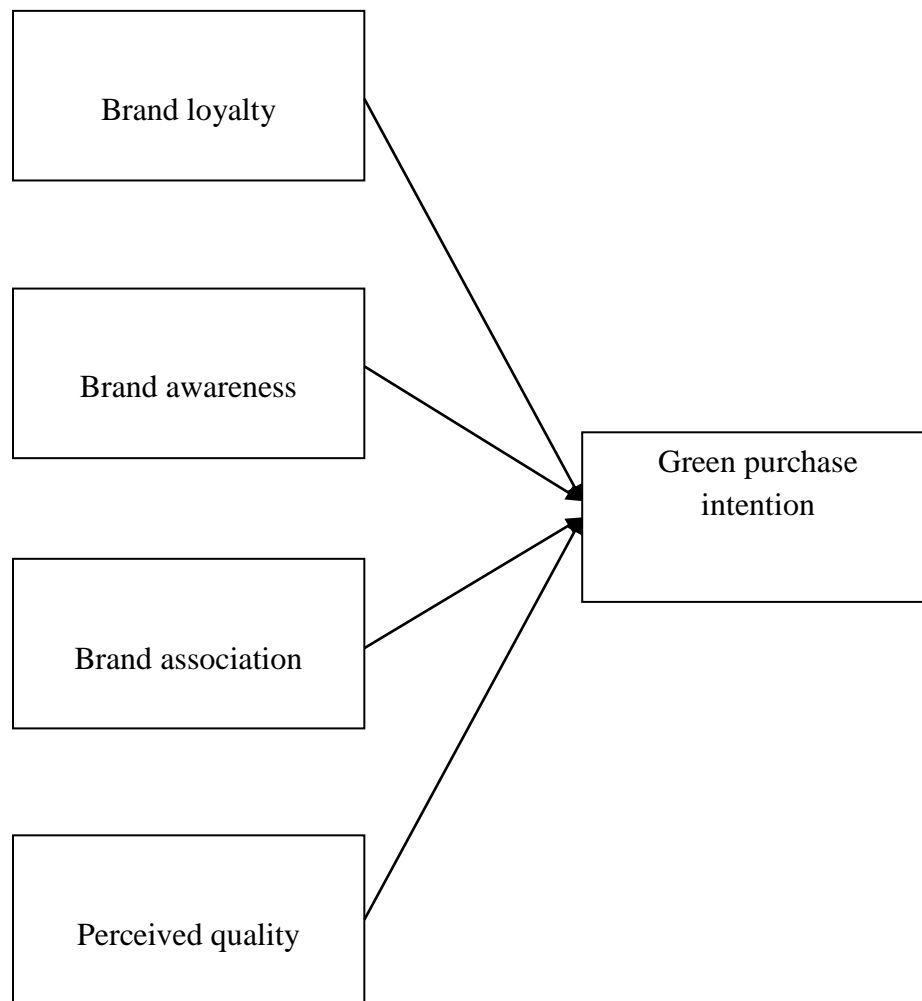 Brand loyalty
Brand awareness
Green purchase
intention
Brand association
Perceived quality